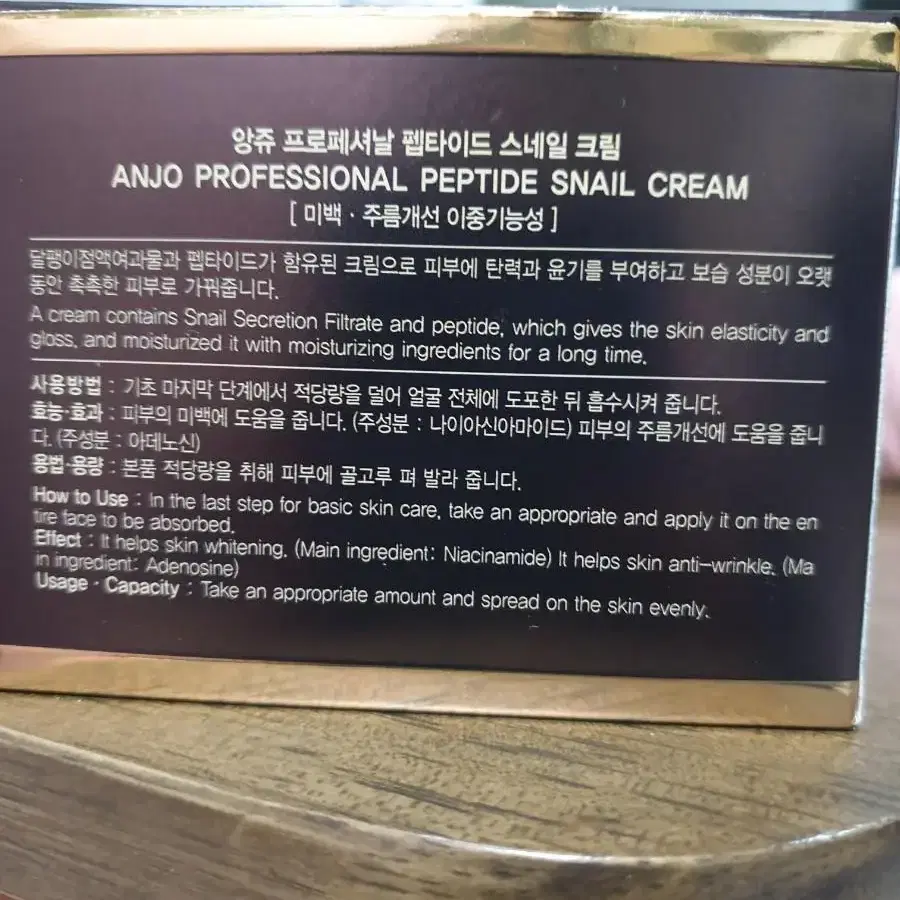 앙쥬 프로페셔날 펩타이드 스네일 크림
ANJO PROFESSIONAL PEPTIDE SNAIL CREAM
[ 미백 · 주름개선 이중기능성 ]
달팽이점액여과물과 펩타이드가 함유된 크림으로 피부에 탄력과 윤기를 부여하고 보습 성분이 오랫
동안 촉촉한 피부로 가꿔줍니다.
A cream contains Snail Secretion Filtrate and peptide, which gives the skin elasticity and
gloss, and moisturized it with moisturizing ingredients for a long time.
사용방법 : 기초 마지막 단계에서 적당량을 덜어 얼굴 전체에 도포한 뒤 흡수시켜 줍니다.
효능·효과 : 피부의 미백에 도움을 줍니다. (주성분 : 나이아신아마이드) 피부의 주름개선에 도움을 줍니
다. (주성분 : 아데노신)
용법·용량 : 본품 적당량을 취해 피부에 골고루 펴 발라 줍니다.
How to Use : In the last step for basic skin care, take an appropriate and apply it on the en
tire face to be absorbed.
Effect : It helps skin whitening. (Main ingredient: Niacinamide) It helps skin anti-wrinkle. (Ma
in ingredient: Adenosine)
Usage · Capacity : Take an appropriate amount and spread on the skin evenly.